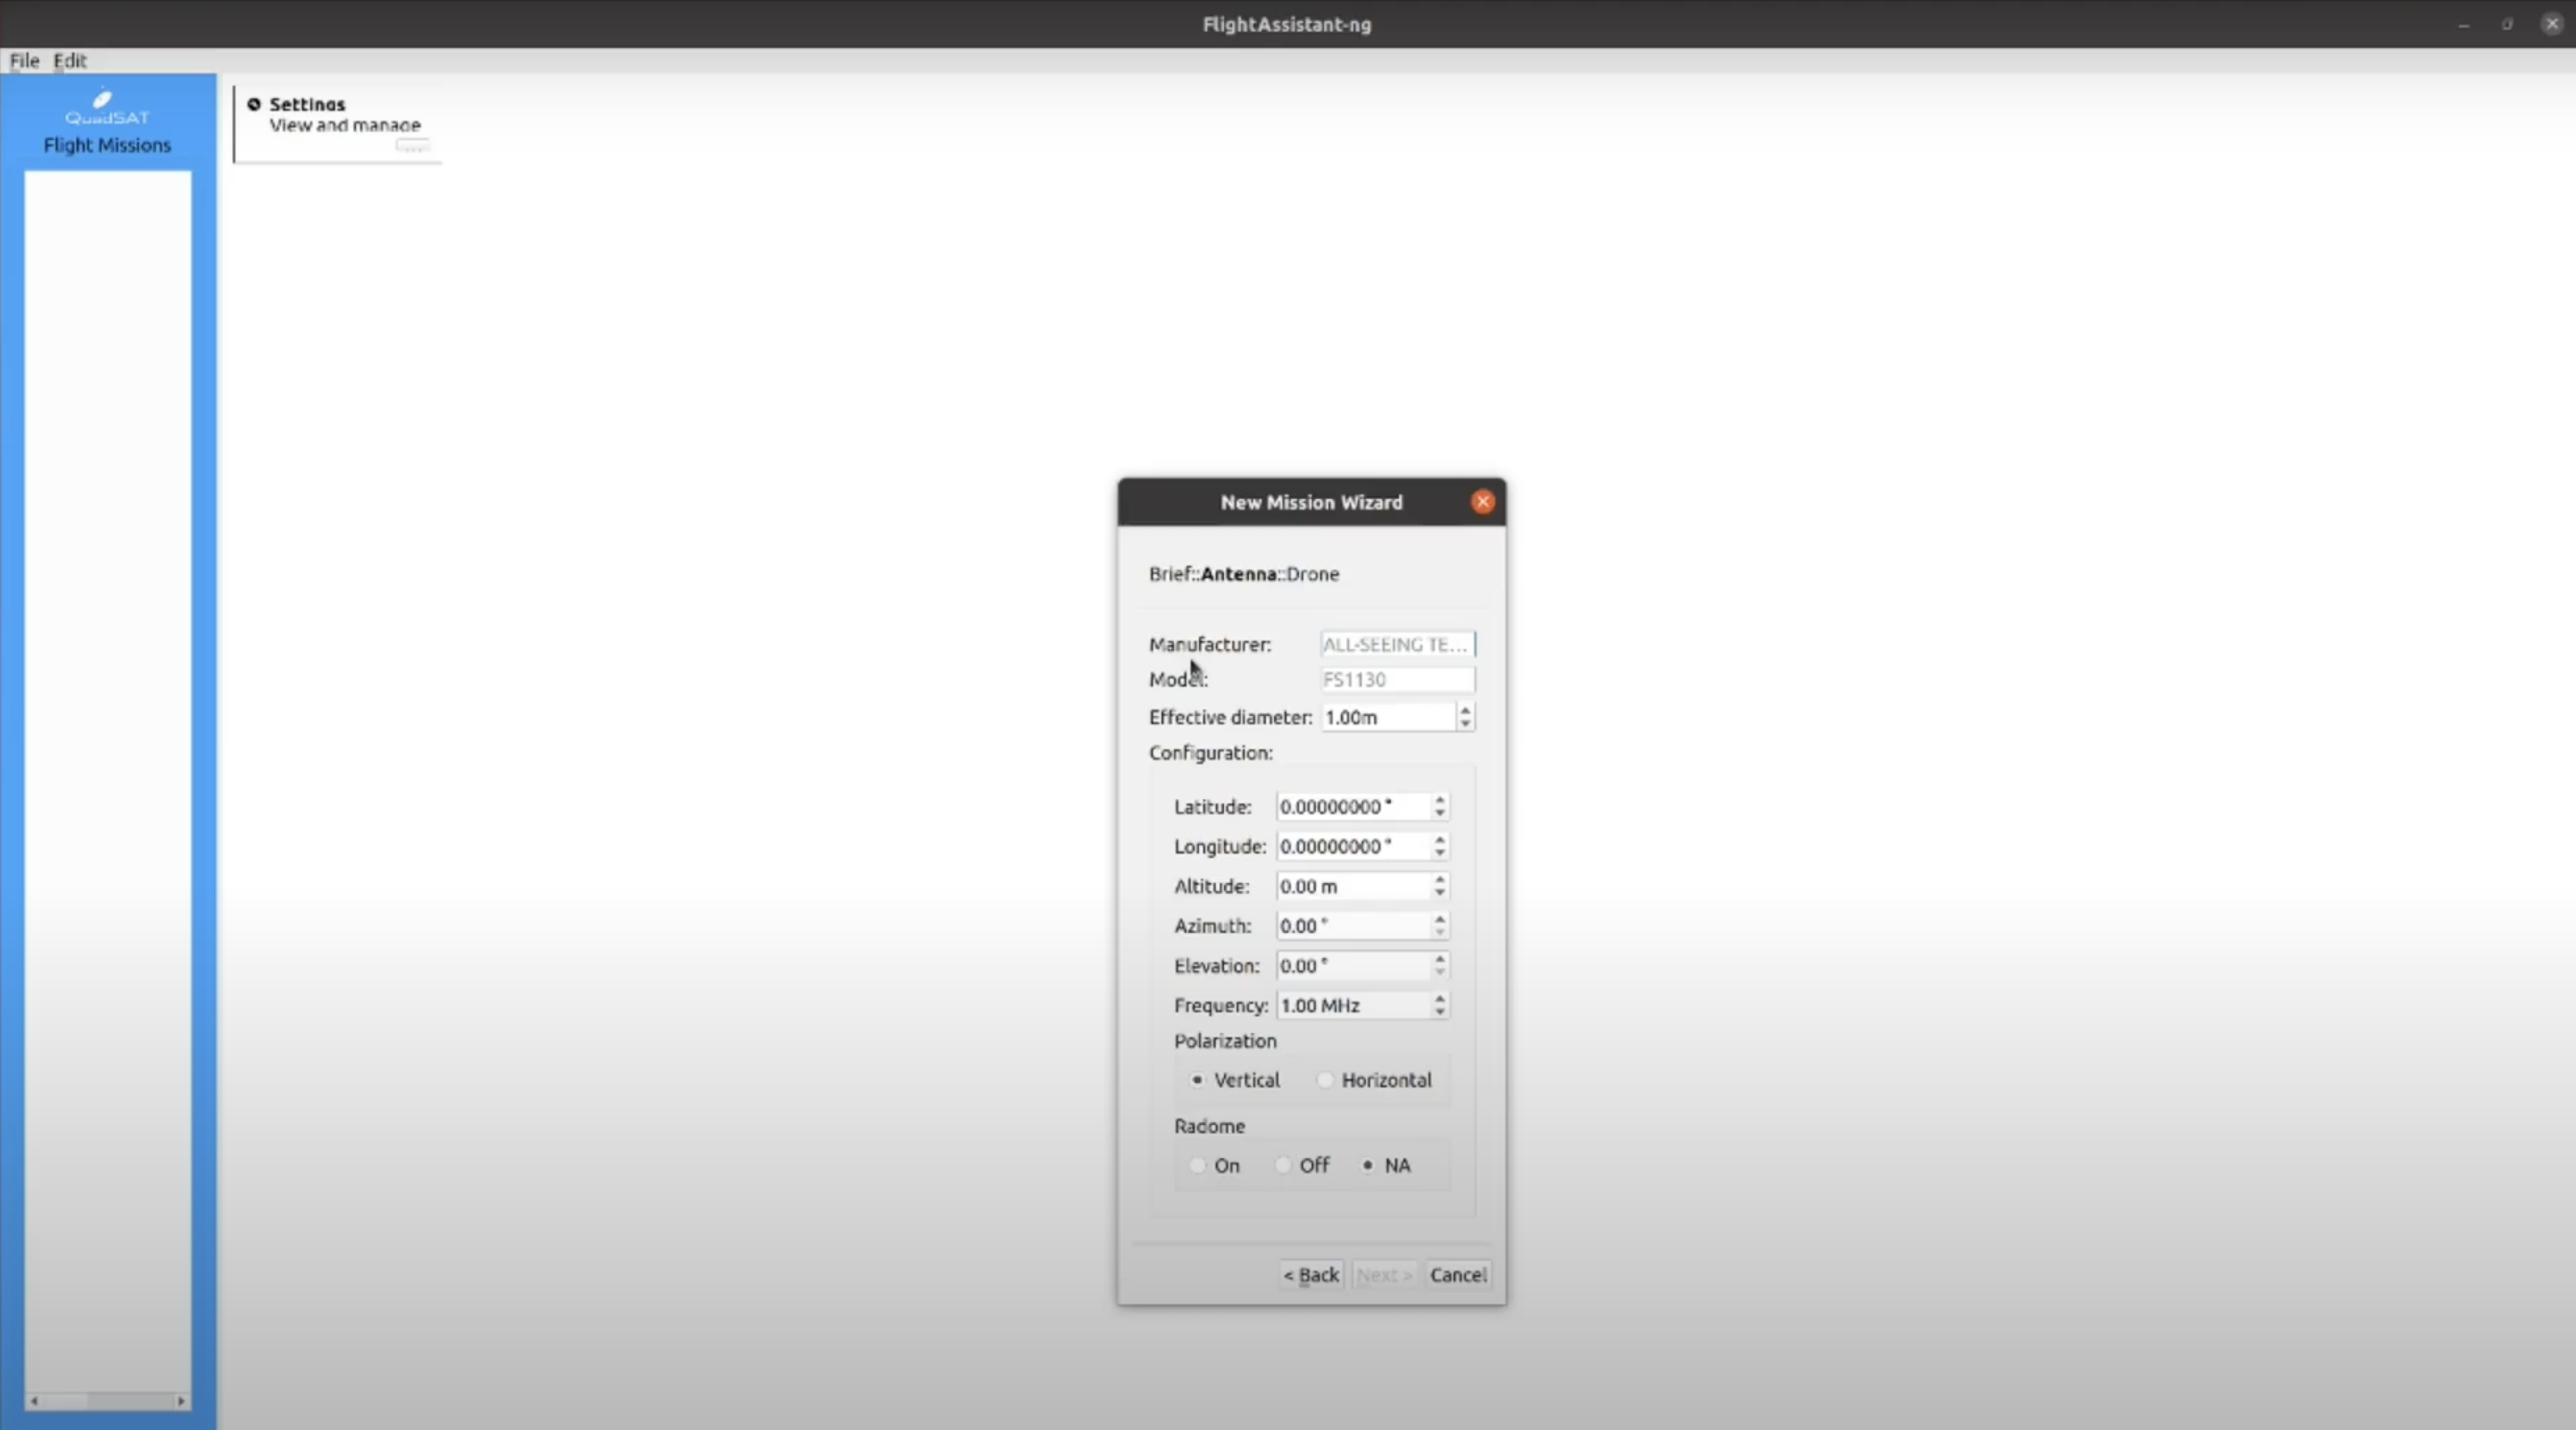 FlightAssistant-ng
File Edit
QuadSAT
Flight Missions
Settings
View and manage
...
New Mission Wizard
Brief::Antenna::Drone
Manufacturer: ALL-SEEING TE...
Model: FS1130
Effective diameter: 1.00m
Configuration:
Latitude: 0.00000000 °
Longitude: 0.00000000 °
Altitude: 0.00 m
Azimuth: 0.00 °
Elevation: 0.00 °
Frequency: 1.00 MHz
Polarization
Vertical Horizontal
Radome
On Off NA
< Back Next > Cancel